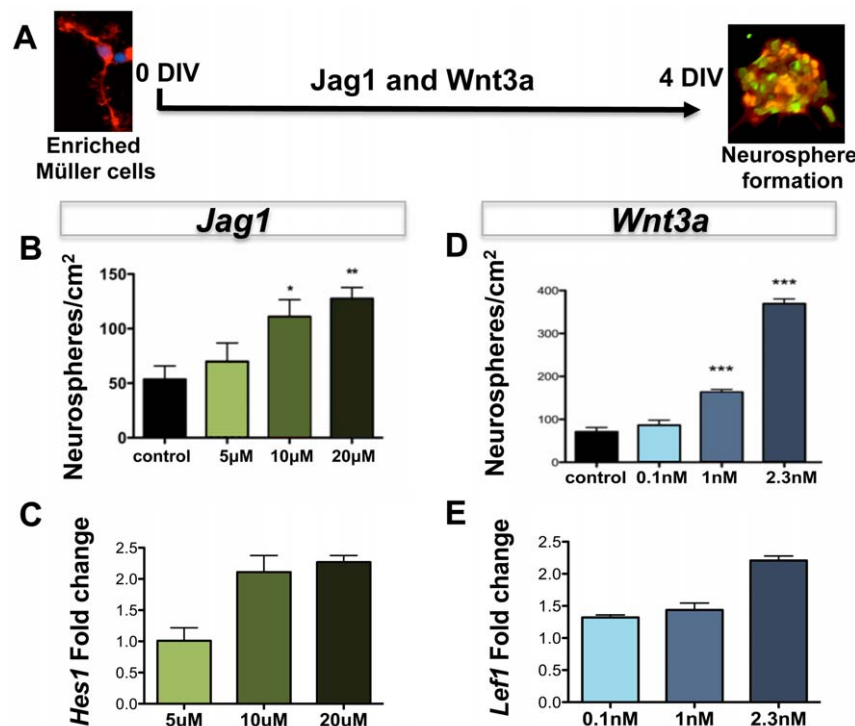 A
0 DIV
Jag1 and Wnt3a
4 DIV
Enriched
Müller cells
Neurosphere
formation
Jag1
B
Neurospheres/cm²
150
100
50
0
*
**
control 5µM 10µM 20µM
C
Hes1 Fold change
2.5
2.0
1.5
1.0
0.5
0.0
5uM 10uM 20uM
Wnt3a
D
Neurospheres/cm²
400
300
200
100
0
***
***
control 0.1nM 1nM 2.3nM
E
Lef1 Fold change
2.5
2.0
1.5
1.0
0.5
0.0
0.1nM 1nM 2.3nM